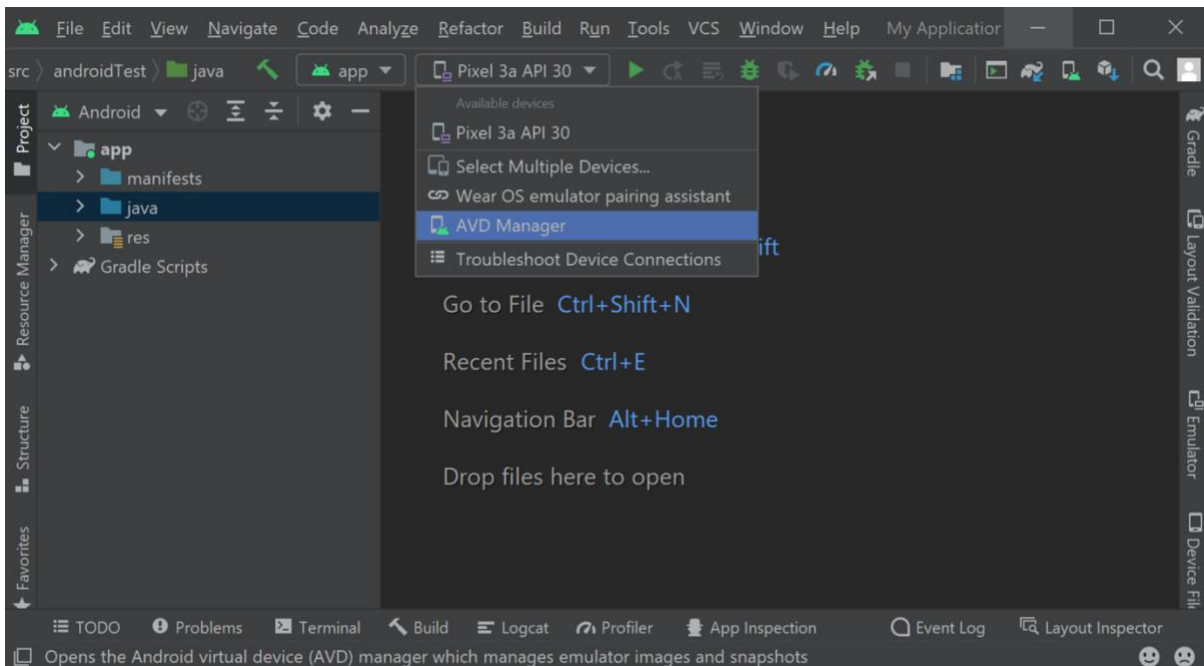 File Edit View Navigate Code Analyze Refactor Build Run Tools VCS Window Help My Applicatior
src androidTest java app Pixel 3a API 30
Project
Resource Manager
Structure
Favorites
Android
app
manifests
java
res
Gradle Scripts
Available devices
Pixel 3a API 30
Select Multiple Devices...
Wear OS emulator pairing assistant
AVD Manager
Troubleshoot Device Connections
ift
Go to File Ctrl+Shift+N
Recent Files Ctrl+E
Navigation Bar Alt+Home
Drop files here to open
Gradle
Layout Validation
Emulator
Device File
TODO Problems Terminal Build Logcat Profiler App Inspection Event Log Layout Inspector
Opens the Android virtual device (AVD) manager which manages emulator images and snapshots